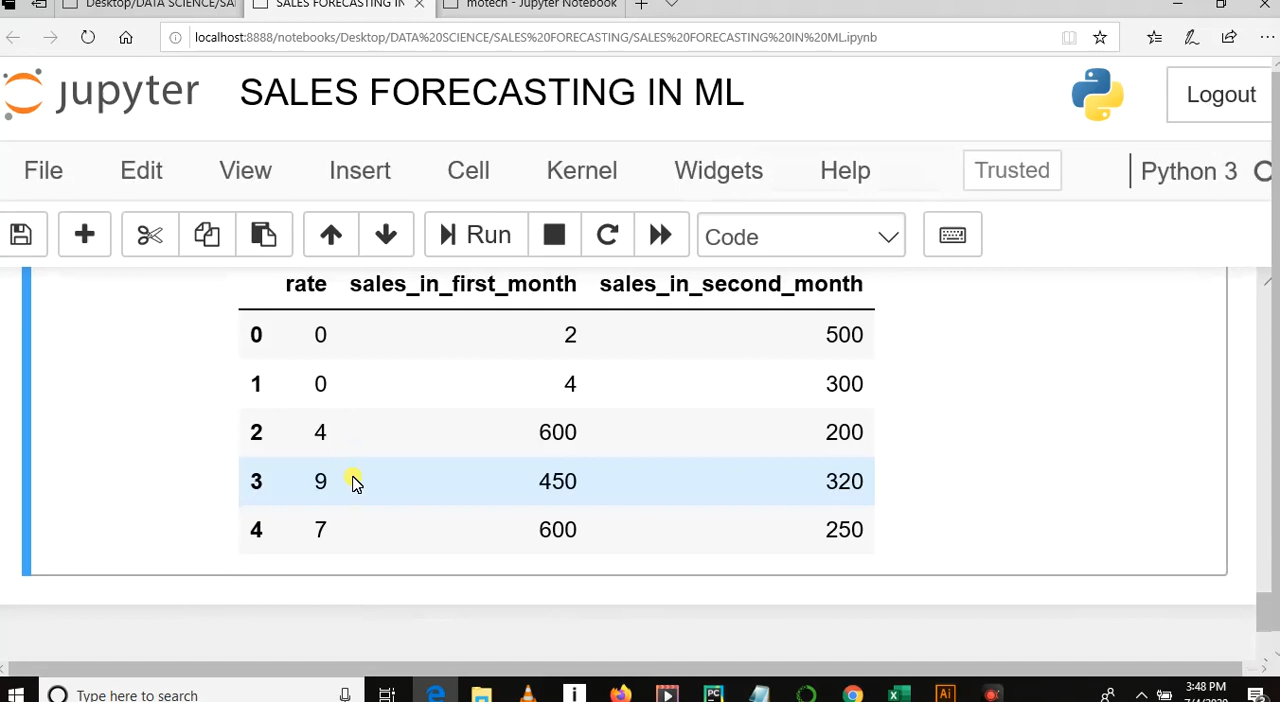 Desktop/DATA SCIENCE/SA
SALES FORECASTING IN
motech - Jupyter Notebook
localhost:8888/notebooks/Desktop/DATA%20SCIENCE/SALES%20FORECASTING/SALES%20FORECASTING%20IN%20ML.ipynb
jupyter SALES FORECASTING IN ML Logout
File Edit View Insert Cell Kernel Widgets Help Trusted Python 3
Run Code
rate sales_in_first_month sales_in_second_month
0 0 2 500
1 0 4 300
2 4 600 200
3 9 450 320
4 7 600 250
Type here to search
3:48 PM